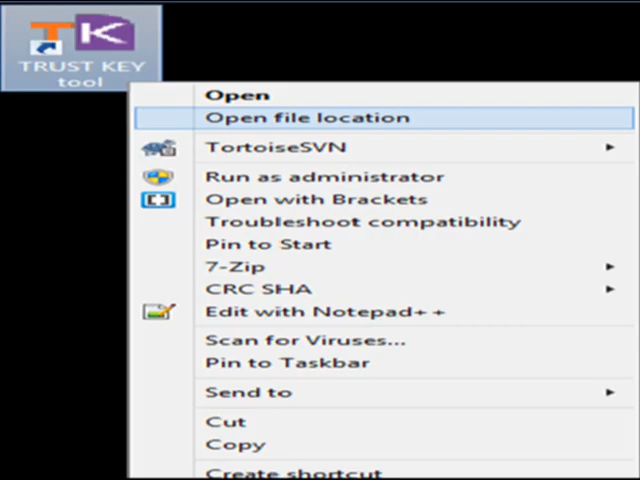 TK
TRUST KEY
tool
Open
Open file location
TortoiseSVN
Run as administrator
Open with Brackets
Troubleshoot compatibility
Pin to Start
7-Zip
CRC SHA
Edit with Notepad++
Scan for Viruses...
Pin to Taskbar
Send to
Cut
Copy
Create shortcut